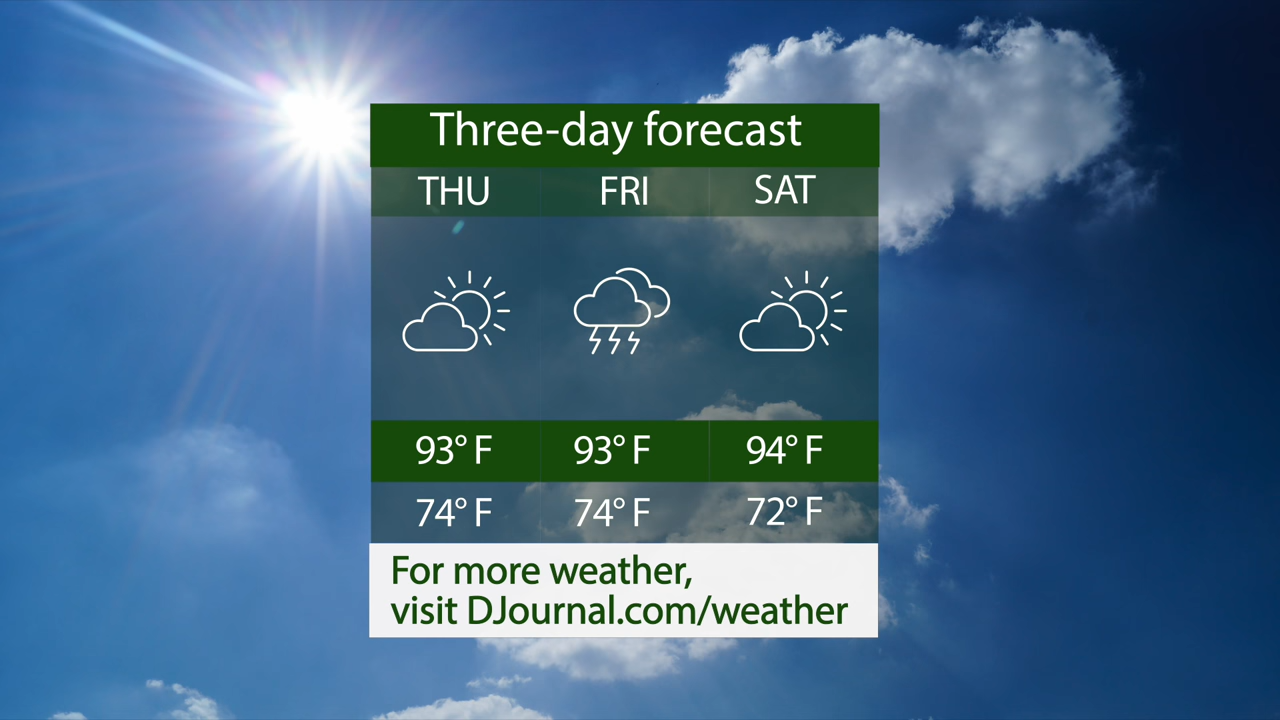 Three-day forecast
THU FRI SAT
93° F 93° F 94° F
74° F 74° F 72° F
For more weather,
visit DJournal.com/weather